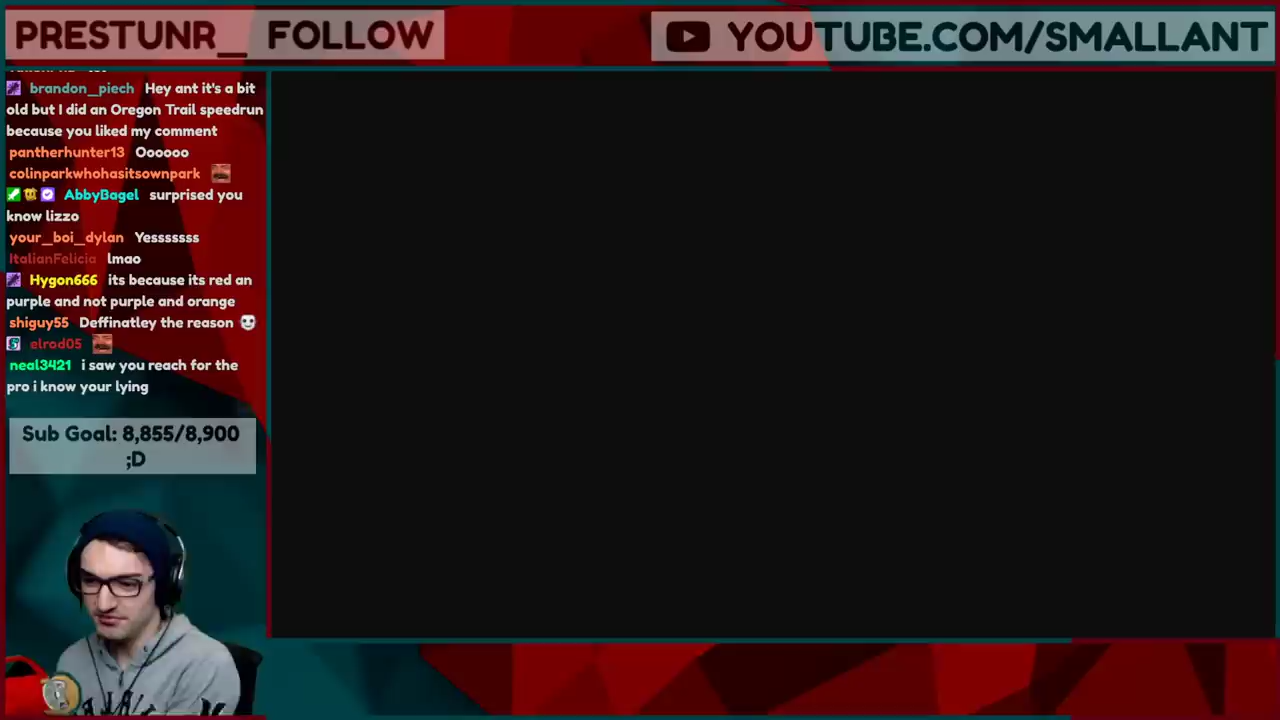 PRESTUNR_ FOLLOW
YOUTUBE.COM/SMALLANT
brandon_piech Hey ant it's a bit
old but I did an Oregon Trail speedrun
because you liked my comment
pantherhunter13 Oooooo
colinparkwhohasitsownpark
AbbyBagel surprised you
know lizzo
your_boi_dylan Yesssssss
ItalianFelicia lmao
Hygon666 its because its red an
purple and not purple and orange
shiguy55 Deffinatley the reason
elrod05
neal3421 i saw you reach for the
pro i know your lying
Sub Goal: 8,855/8,900
;D